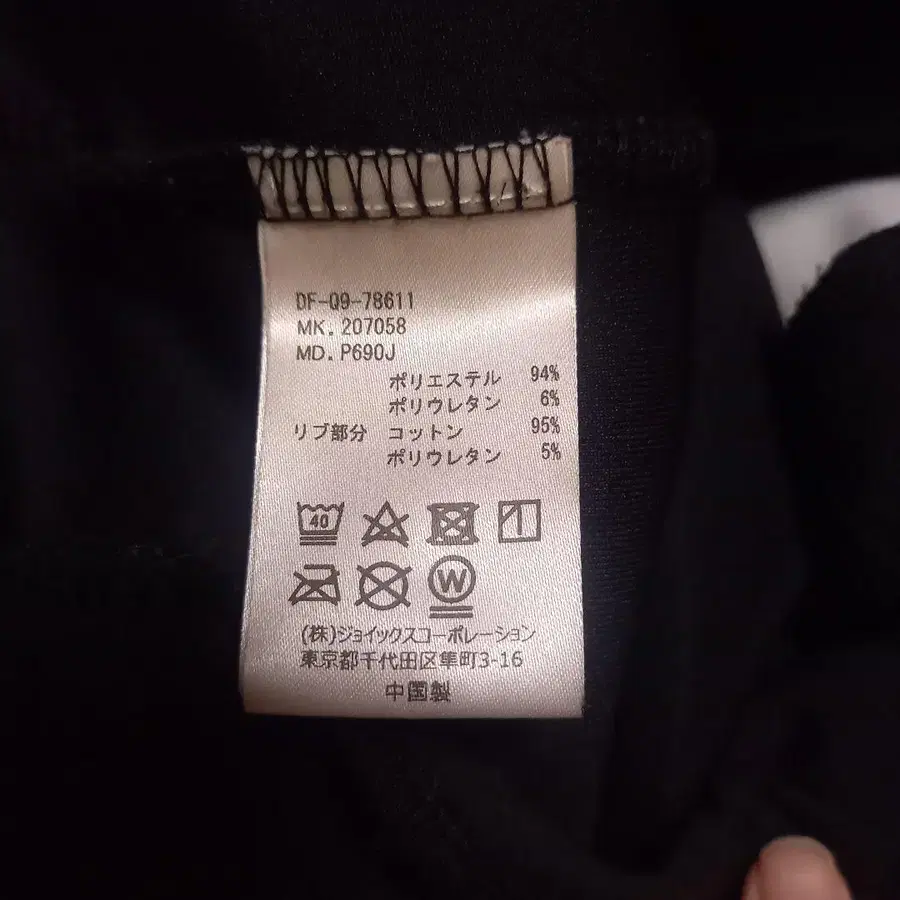 DF-Q9-78611
MK. 207058
MD. P690J
ポリエステル 94%
ポリウレタン 6%
リブ部分 コットン 95%
ポリウレタン 5%
40
W
(株)ジョイックスコーポレーション
東京都千代田区隼町3-16
中国製